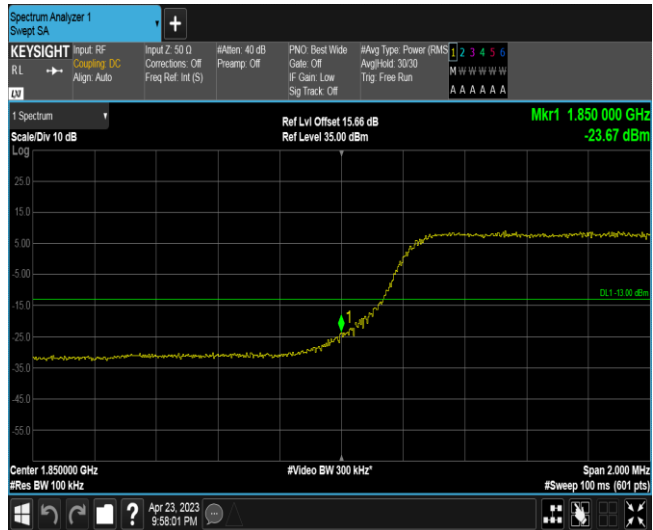 Spectrum Analyzer 1
Swept SA
+
KEYSIGHT Input: RF Input Z: 50 Ω #Atten: 40 dB PNO: Best Wide #Avg Type: Power (RMS 1 2 3 4 5 6
RL Coupling: DC Corrections: Off Preamp: Off Gate: Off Avg|Hold: 30/30 M W W W W W
Align: Auto Freq Ref: Int (S) IF Gain: Low Trig: Free Run
LXI Sig Track: Off A A A A A A
1 Spectrum Ref Lvl Offset 15.66 dB Mkr1 1.850 000 GHz
Scale/Div 10 dB Ref Level 35.00 dBm -23.67 dBm
Log
25.0
15.0
5.00
-5.00
DL1 -13.00 dBm
-15.0
1
-25.0
-35.0
-45.0
-55.0
Center 1.85000 GHz #Video BW 300 kHz* Span 2.000 MHz
#Res BW 100 kHz #Sweep 100 ms (601 pts)
? Apr 23, 2023
9:58:01 PM